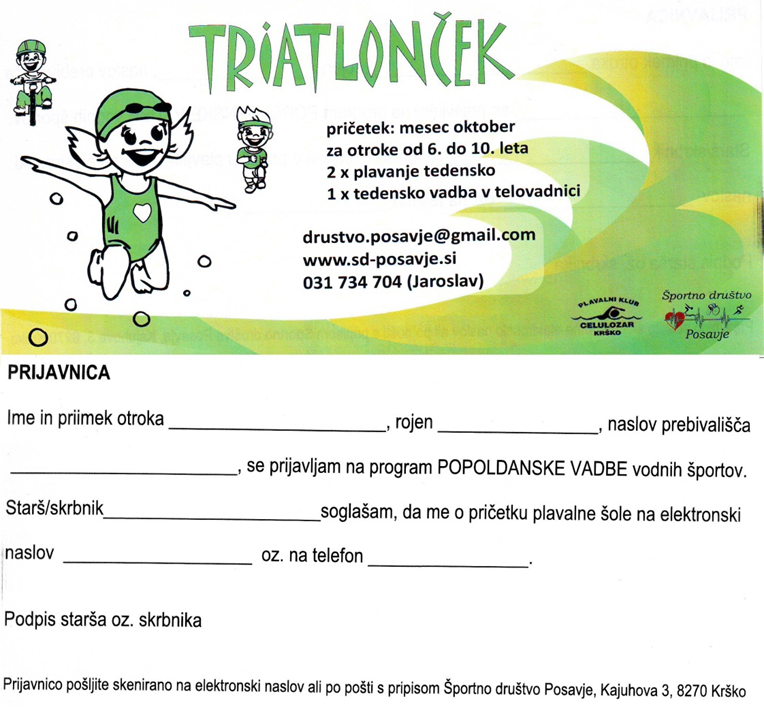 TRIATLONČEK
pričetek: mesec oktober
za otroke od 6. do 10. leta
2 x plavanje tedensko
1 x tedensko vadba v telovadnici
drustvo.posavje@gmail.com
www.sd-posavje.si
031 734 704 (Jaroslav)
PLAVALNI KLUB
CELULOZAR
KRŠKO
Športno društvo
Posavje
PRIJAVNICA
Ime in priimek otroka ______________________, rojen ________________, naslov prebivališča
_______________________, se prijavljam na program POPOLDANSKE VADBE vodnih športov.
Starš/skrbnik______________________soglašam, da me o pričetku plavalne šole na elektronski
naslov ___________________ oz. na telefon ________________.
Podpis starša oz. skrbnika
Prijavnico pošljite skenirano na elektronski naslov ali po pošti s pripisom Športno društvo Posavje, Kajuhova 3, 8270 Krško